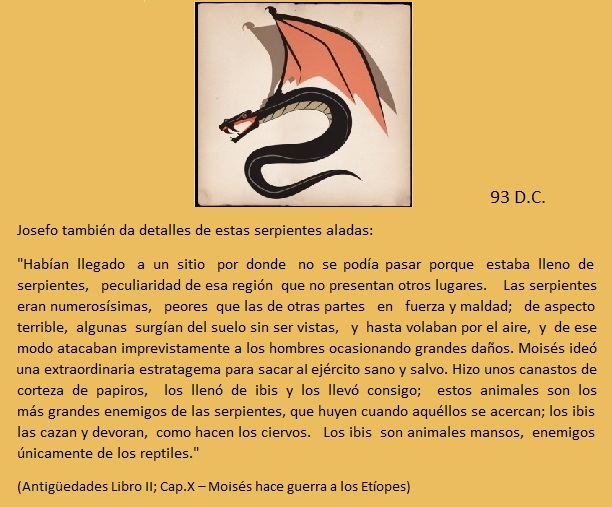 93 D.C.
Josefo también da detalles de estas serpientes aladas:
"Habían llegado a un sitio por donde no se podía pasar porque estaba lleno de
serpientes, peculiaridad de esa región que no presentan otros lugares. Las serpientes
eran numerosísimas, peores que las de otras partes en fuerza y maldad; de aspecto
terrible, algunas surgían del suelo sin ser vistas, y hasta volaban por el aire, y de ese
modo atacaban imprevistamente a los hombres ocasionando grandes daños. Moisés ideó
una extraordinaria estratagema para sacar al ejército sano y salvo. Hizo unos canastos de
corteza de papiros, los llenó de ibis y los llevó consigo; estos animales son los
más grandes enemigos de las serpientes, que huyen cuando aquéllos se acercan; los ibis
las cazan y devoran, como hacen los ciervos. Los ibis son animales mansos, enemigos
únicamente de los reptiles."
(Antigüedades Libro II; Cap.X – Moisés hace guerra a los Etíopes)